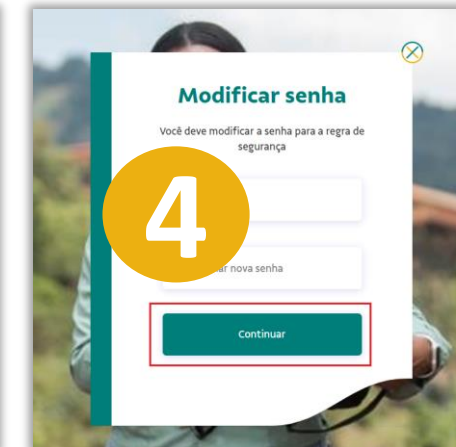 Modificar senha
Você deve modificar a senha para a regra de
segurança
4
nova senha
Continuar